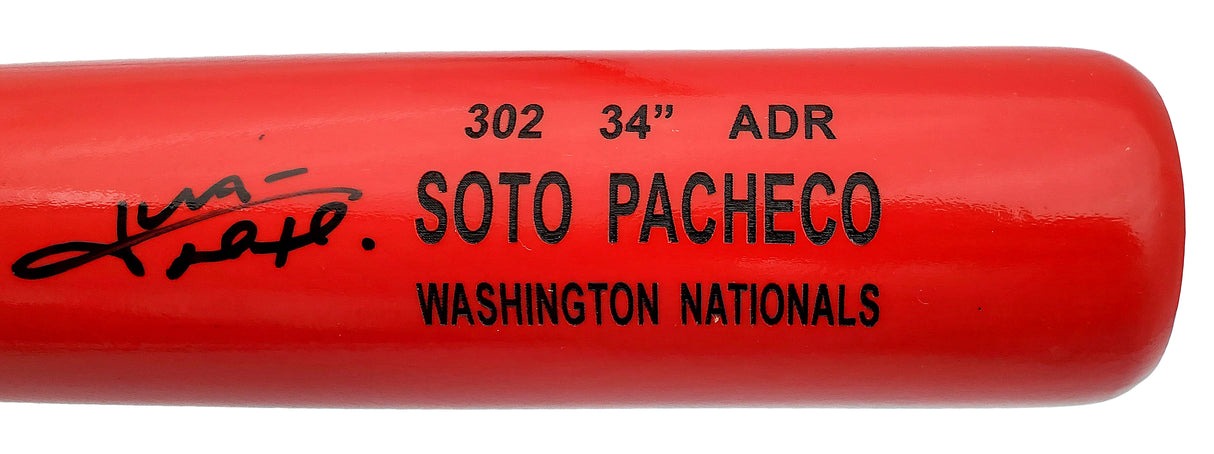 302 34” ADR
SOTO PACHECO
WASHINGTON NATIONALS